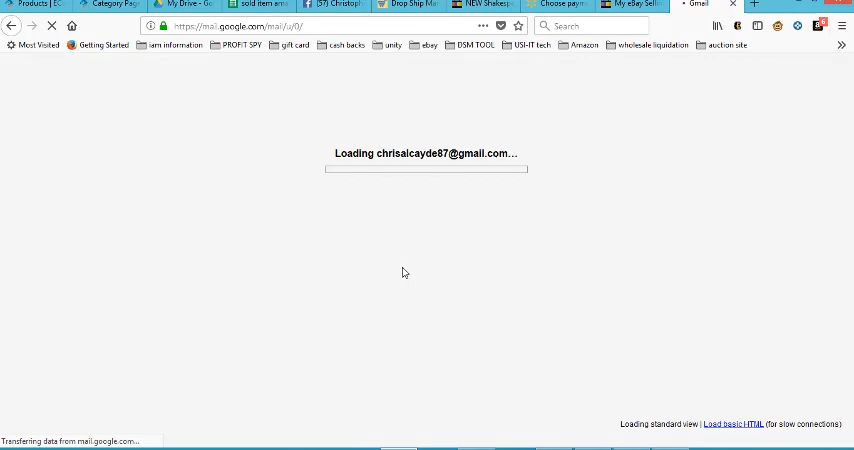 Products | EC Category Page My Drive - Go sold item ama (57) Christoph Drop Ship Mar NEW Shakesp Choose paym My eBay Sellin Gmail
https://mail.google.com/mail/u/0/ Search 6
Most Visited Getting Started iam information PROFIT SPY gift card cash backs unity ebay DSM TOOL USI-IT tech Amazon wholesale liquidation auction site
Loading chrisalcayde87@gmail.com…
Loading standard view | Load basic HTML (for slow connections)
Transferring data from mail.google.com...